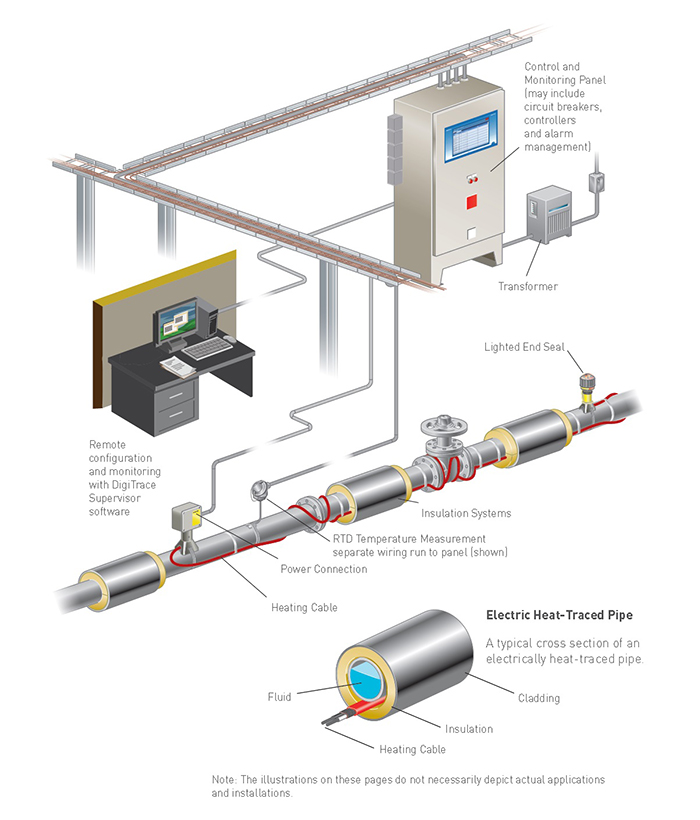 Control and
Monitoring Panel
(may include
circuit breakers,
controllers
and alarm
management)
Transformer
Lighted End Seal
Remote
configuration
and monitoring
with DigiTrace
Supervisor
software
Insulation Systems
RTD Temperature Measurement
separate wiring run to panel (shown)
Power Connection
Heating Cable
Electric Heat-Traced Pipe
A typical cross section of an
electrically heat-traced pipe.
Fluid
Cladding
Insulation
Heating Cable
Note: The illustrations on these pages do not necessarily depict actual applications
and installations.